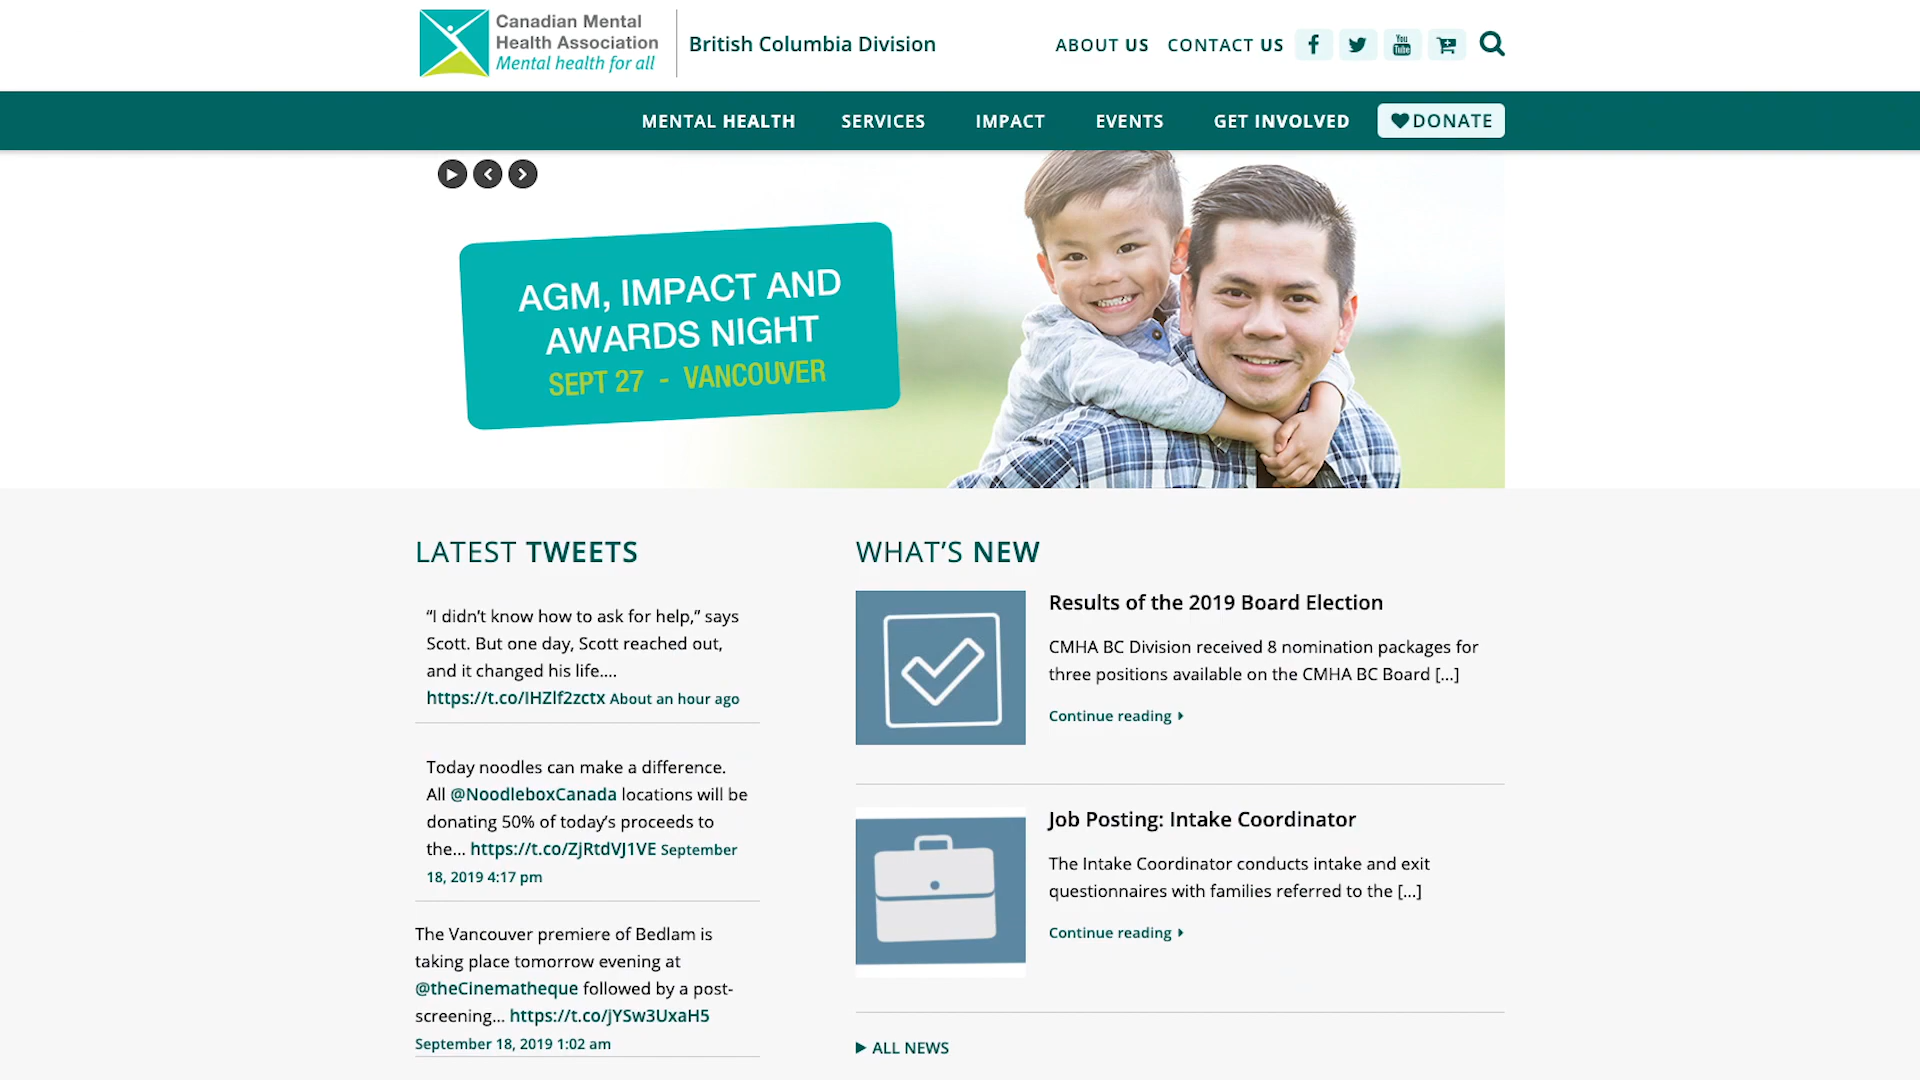 Canadian Mental
Health Association
Mental health for all
British Columbia Division
ABOUT US
CONTACT US
You
Tube
MENTAL HEALTH
SERVICES
IMPACT
EVENTS
GET INVOLVED
DONATE
AGM, IMPACT AND
AWARDS NIGHT
SEPT 27 - VANCOUVER
LATEST TWEETS
“I didn’t know how to ask for help,” says
Scott. But one day, Scott reached out,
and it changed his life....
https://t.co/IHZlf2zctx About an hour ago
Today noodles can make a difference.
All @NoodleboxCanada locations will be
donating 50% of today’s proceeds to
the... https://t.co/ZjRtdVJ1VE September
18, 2019 4:17 pm
The Vancouver premiere of Bedlam is
taking place tomorrow evening at
@theCinematheque followed by a post-
screening... https://t.co/jYSw3UxaH5
September 18, 2019 1:02 am
WHAT’S NEW
Results of the 2019 Board Election
CMHA BC Division received 8 nomination packages for
three positions available on the CMHA BC Board [...]
Continue reading
Job Posting: Intake Coordinator
The Intake Coordinator conducts intake and exit
questionnaires with families referred to the [...]
Continue reading
ALL NEWS